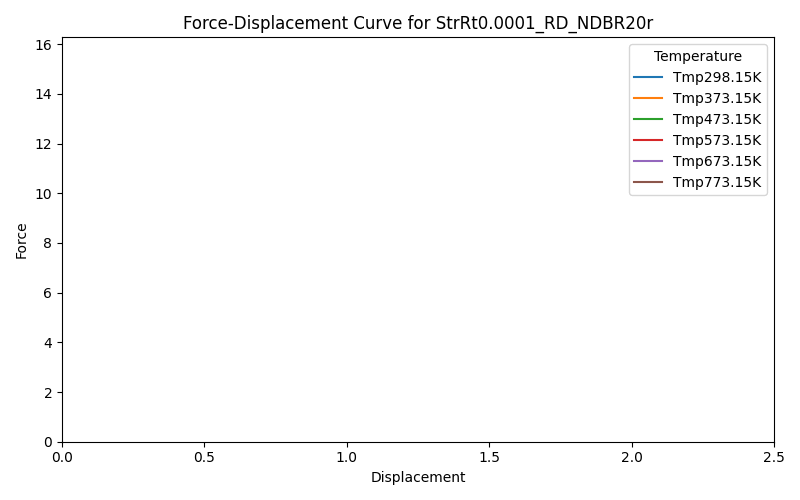 Force-Displacement Curve for StrRt0.0001_RD_NDBR20r
Temperature
Tmp298.15K
Tmp373.15K
Tmp473.15K
Tmp573.15K
Tmp673.15K
Tmp773.15K
Force
16
14
12
10
8
6
4
2
0
0.0 0.5 1.0 1.5 2.0 2.5
Displacement